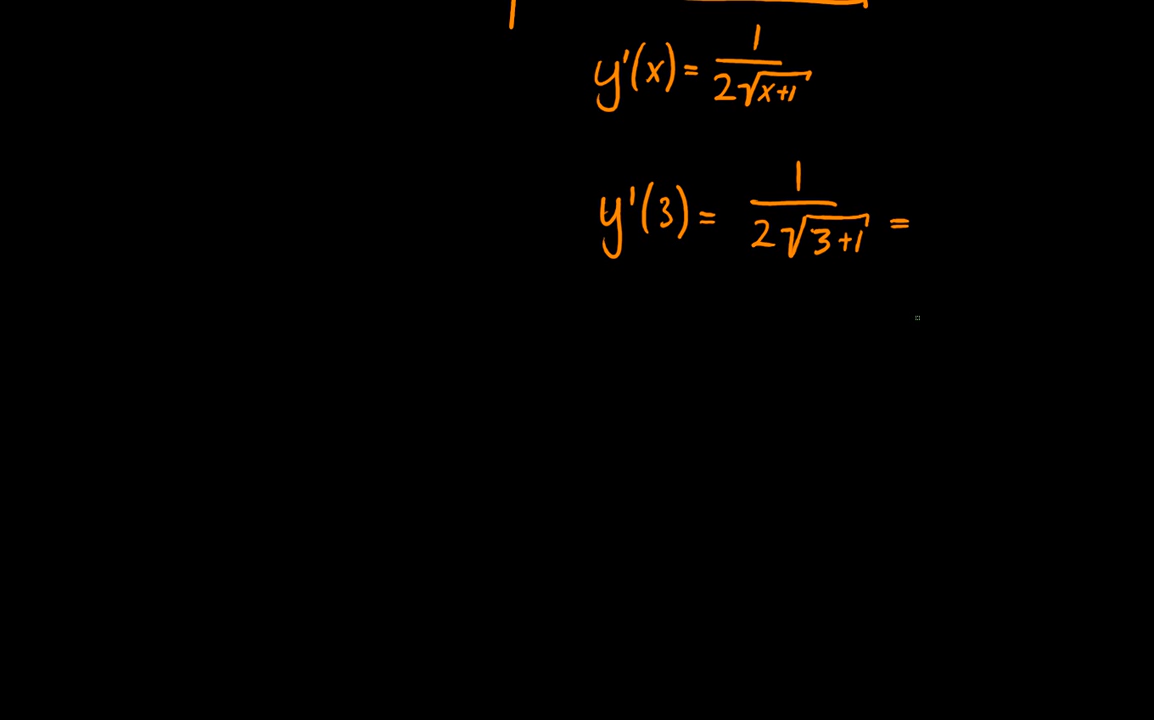 y'(x) = 1/(2√(x+1))
y'(3) = 1/(2√(3+1)) =